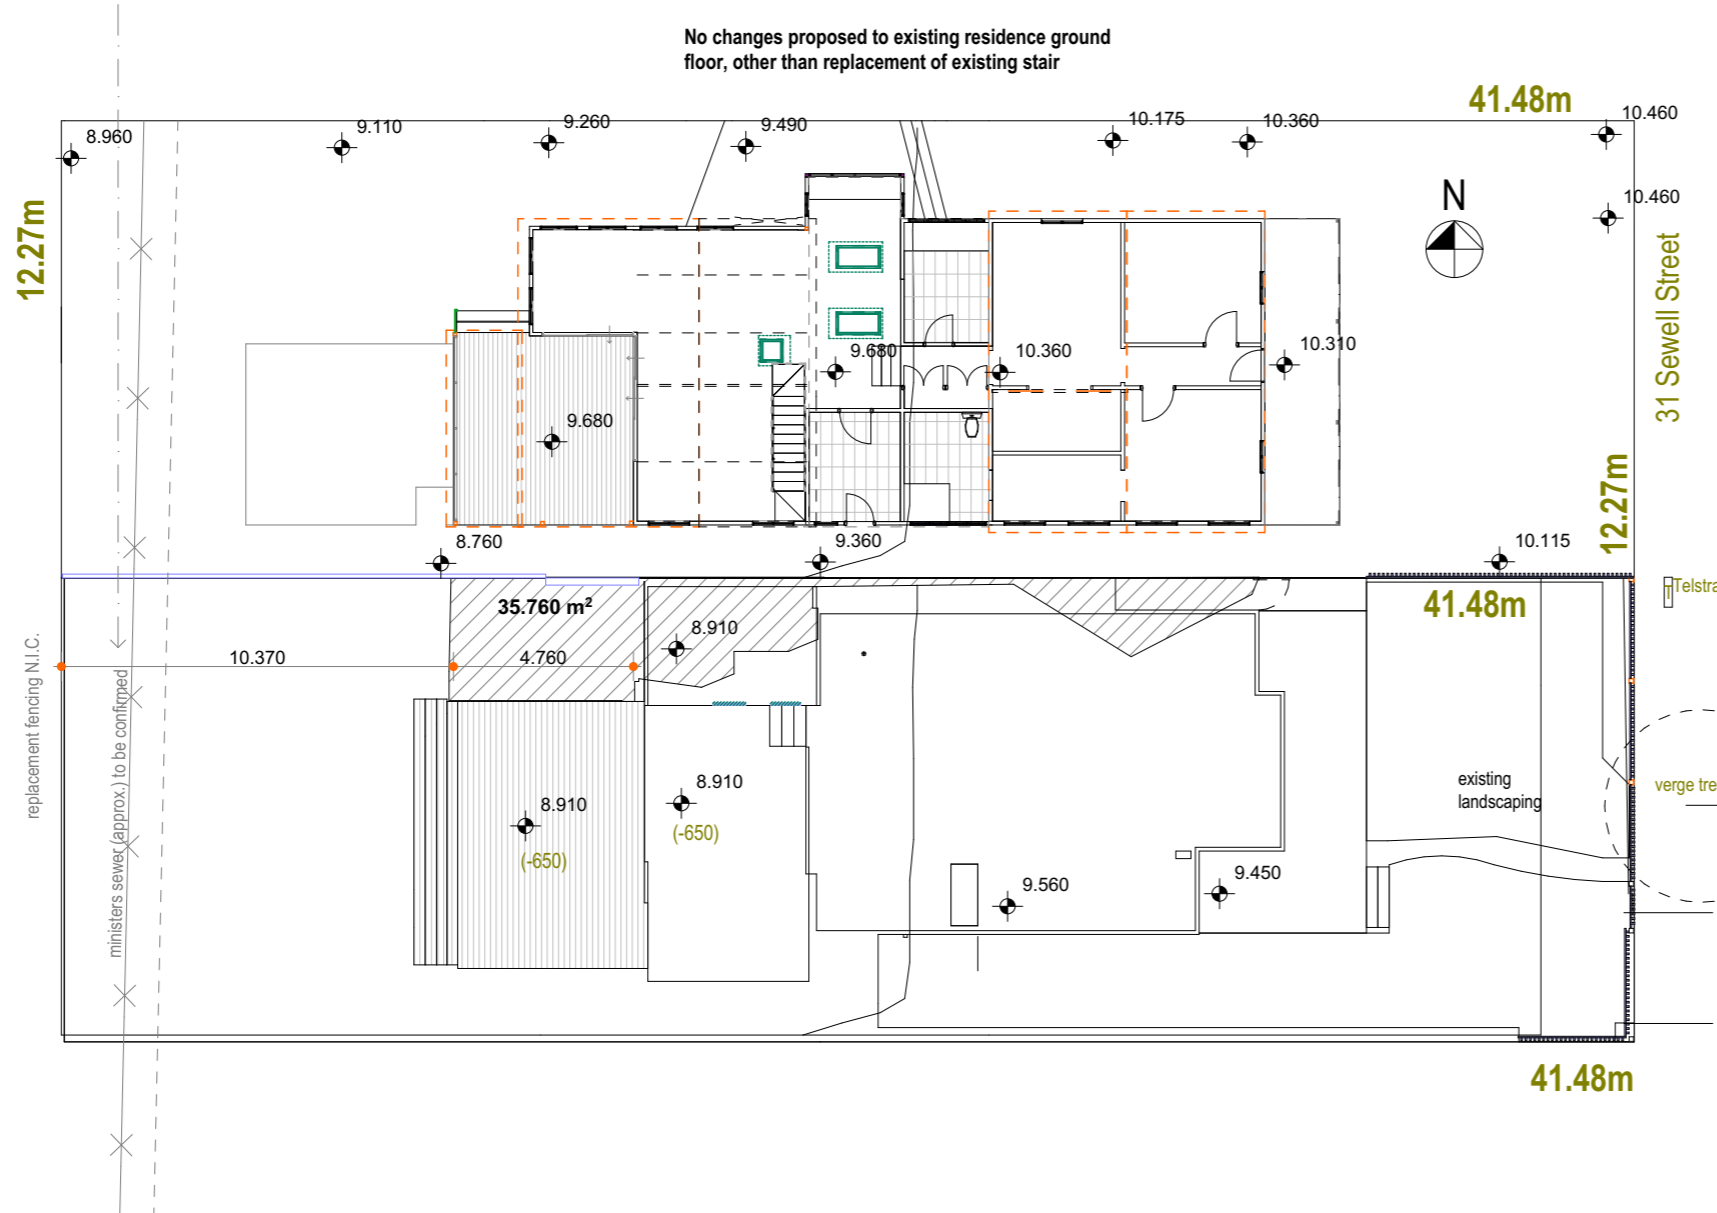 No changes proposed to existing residence ground
floor, other than replacement of existing stair
41.48m
8.960
9.110
9.260
9.490
10.175
10.360
10.460
N
10.460
12.27m
31 Sewell Street
9.680
10.360
10.310
9.680
12.27m
8.760
9.360
10.115
Telstra
T
35.760 m²
41.48m
8.910
10.370
4.760
replacement fencing N.I.C.
ministers sewer (approx.) to be confirmed
8.910
(-650)
8.910
(-650)
existing
landscaping
verge tre
9.560
9.450
41.48m